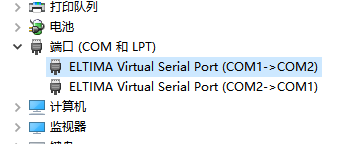 打印队列
电池
端口 (COM 和 LPT)
ELTIMA Virtual Serial Port (COM1->COM2)
ELTIMA Virtual Serial Port (COM2->COM1)
计算机
监视器